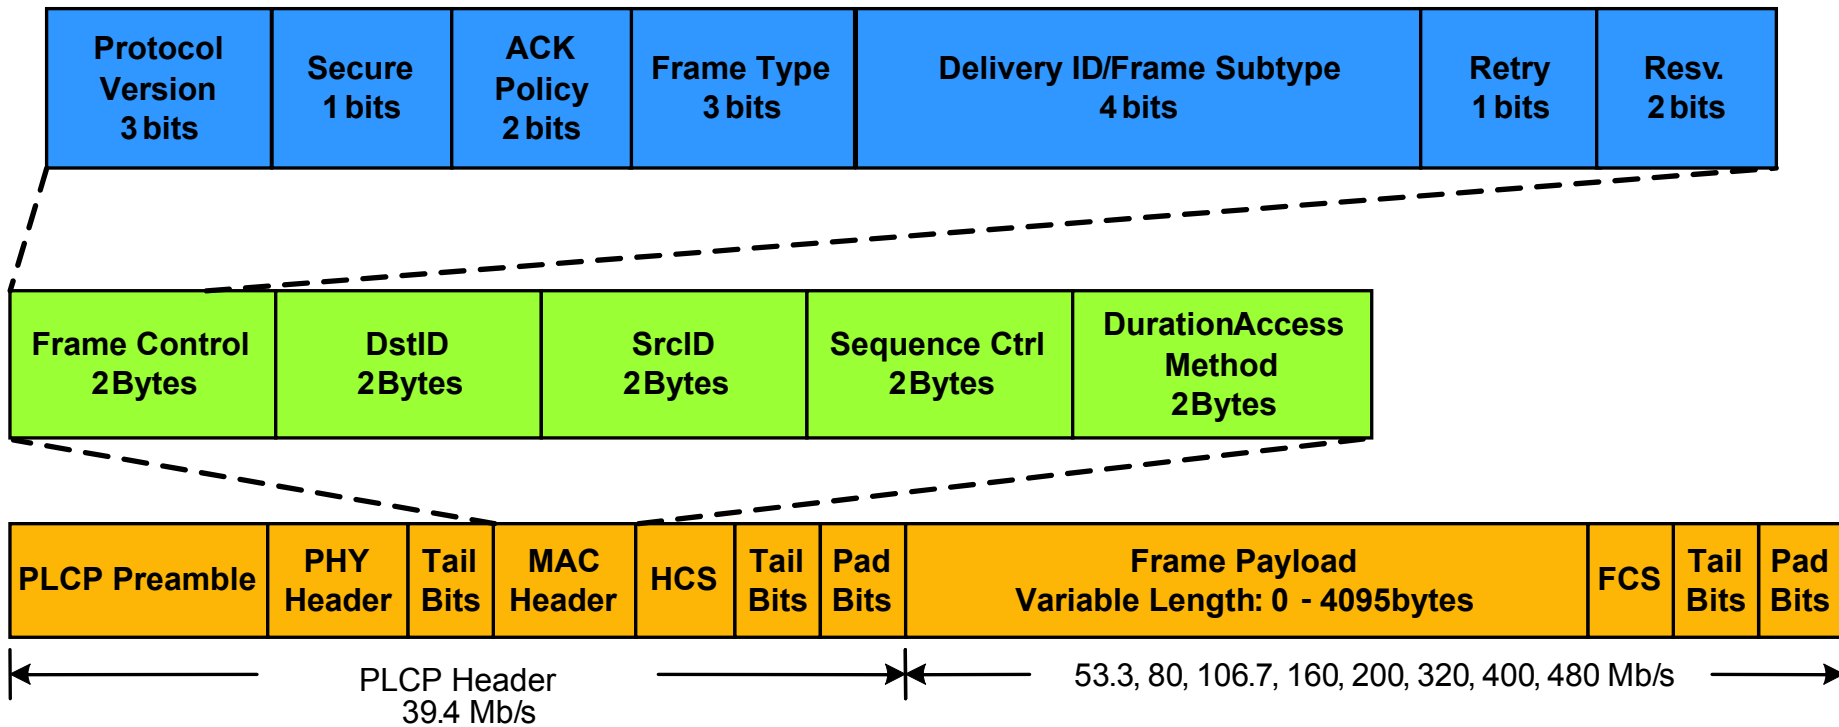 Protocol
Version
3 bits
Secure
1 bits
ACK
Policy
2 bits
Frame Type
3 bits
Delivery ID/Frame Subtype
4 bits
Retry
1 bits
Resv.
2 bits
Frame Control
2Bytes
DstID
2Bytes
SrcID
2Bytes
Sequence Ctrl
2Bytes
DurationAccess
Method
2Bytes
PLCP Preamble
PHY
Header
Tail
Bits
MAC
Header
HCS
Tail
Bits
Pad
Bits
Frame Payload
Variable Length: 0 - 4095bytes
FCS
Tail
Bits
Pad
Bits
PLCP Header
39.4 Mb/s
53.3, 80, 106.7, 160, 200, 320, 400, 480 Mb/s